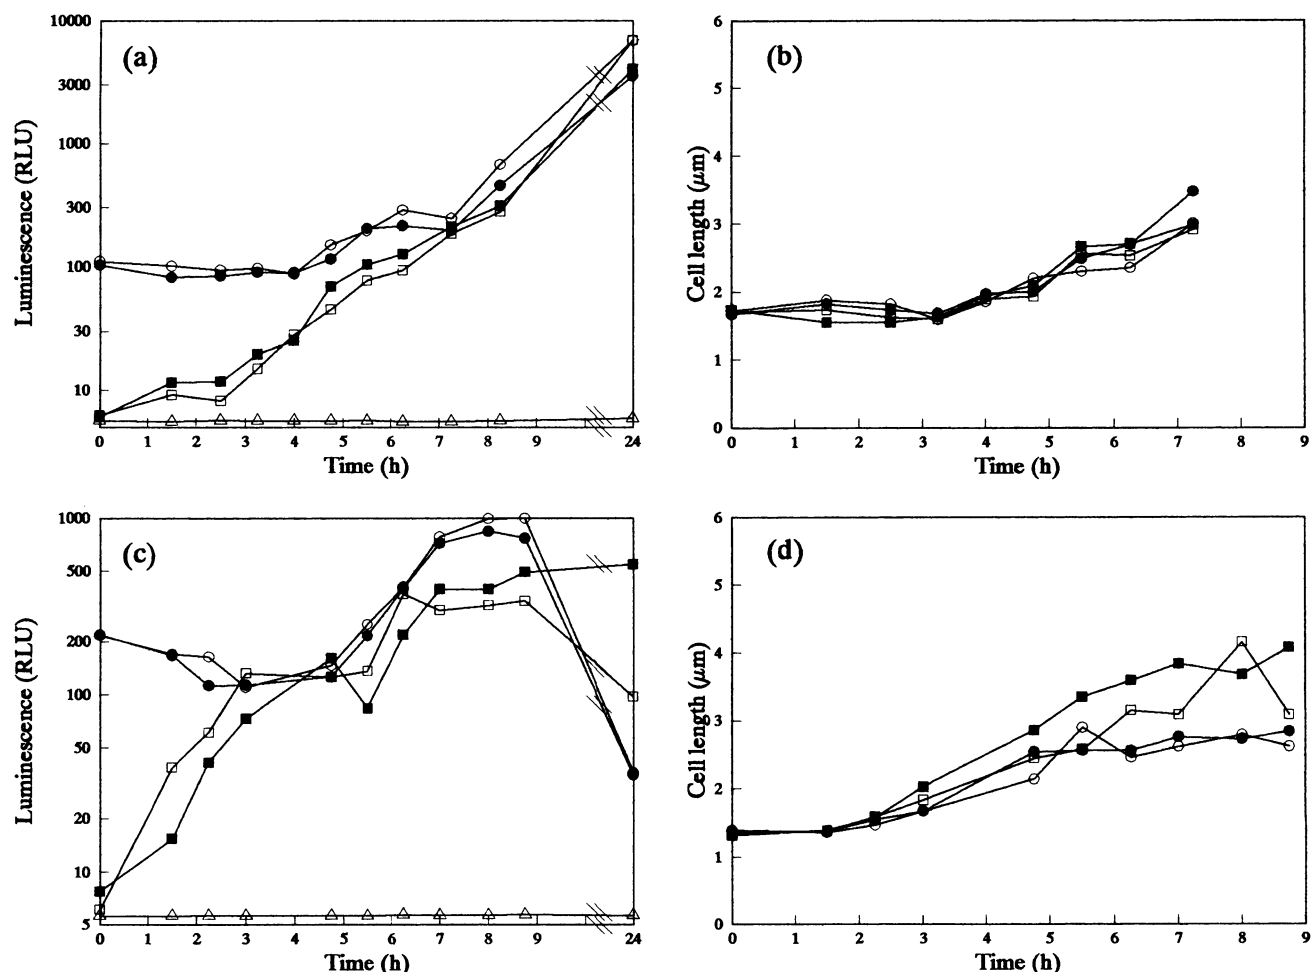 (a)
Luminescence (RLU)
10000
3000
1000
300
100
30
10
0 1 2 3 4 5 6 7 8 9 24
Time (h)
(b)
Cell length (μm)
6
5
4
3
2
1
0
0 1 2 3 4 5 6 7 8 9
Time (h)
(c)
Luminescence (RLU)
1000
500
200
100
50
20
10
5
0 1 2 3 4 5 6 7 8 9 24
Time (h)
(d)
Cell length (μm)
6
5
4
3
2
1
0
0 1 2 3 4 5 6 7 8 9
Time (h)